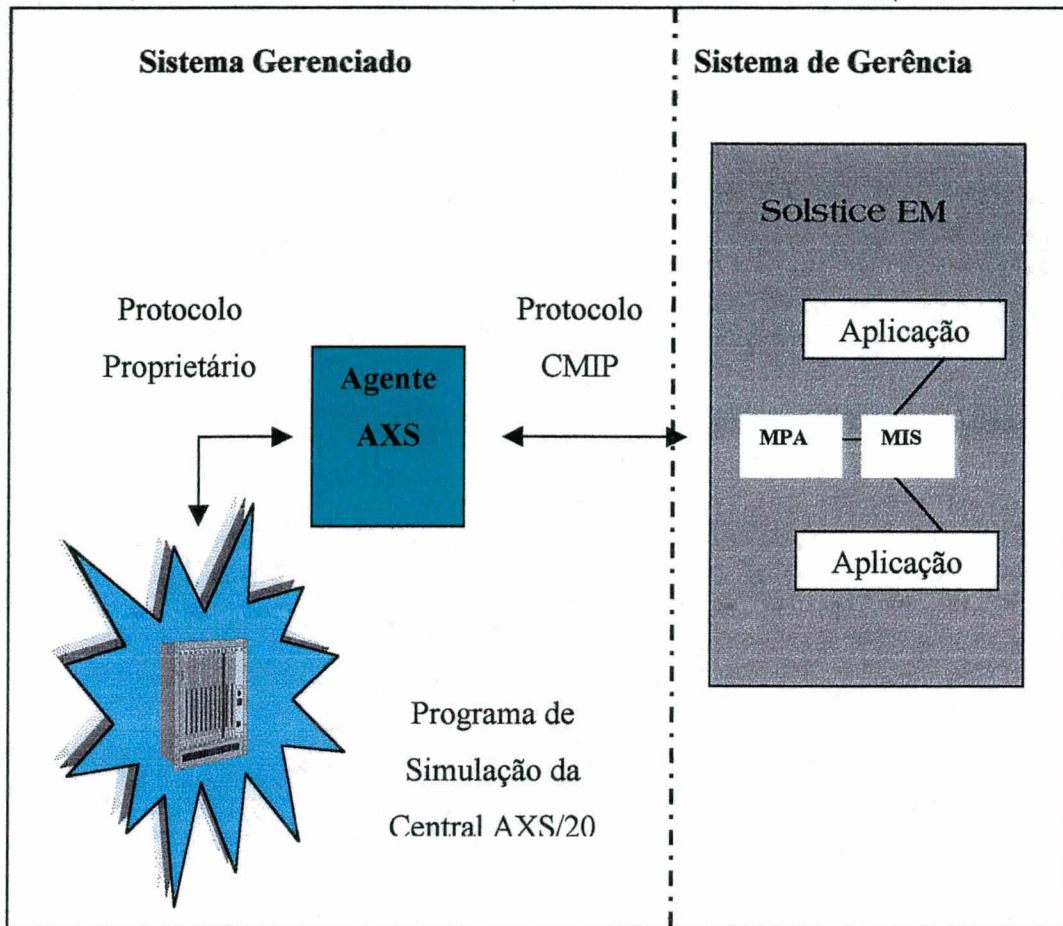 Sistema Gerenciado
Sistema de Gerência
Solstice EM
Protocolo
Proprietário
Agente
AXS
Protocolo
CMIP
Aplicação
MPA
MIS
Aplicação
Programa de
Simulação da
Central AXS/20